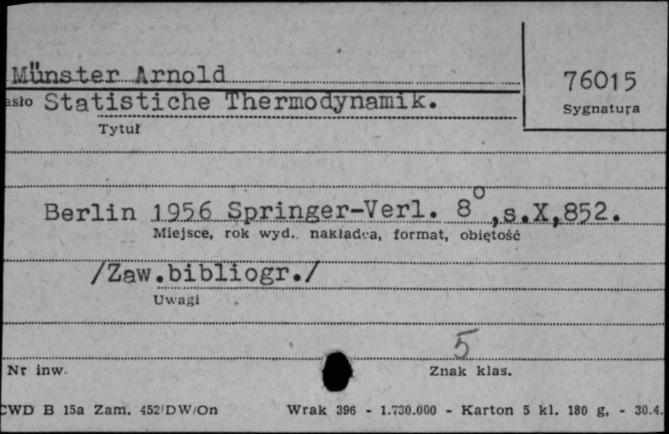 Münster Arnold
76015
Sygnatura
Statistiche Thermodynamik.
Tytuł
Berlin 1956 Springer-Verl. 8°,s.X,852.
Miejsce, rok wyd. nakładca, format, objętość
/Zaw.bibliogr./
Uwagi
5
Nr inw.
Znak klas.
CWD B 15a Zam. 452/DW/On Wrak 396 - 1.730.000 - Karton 5 kl. 180 g, - 30.4.